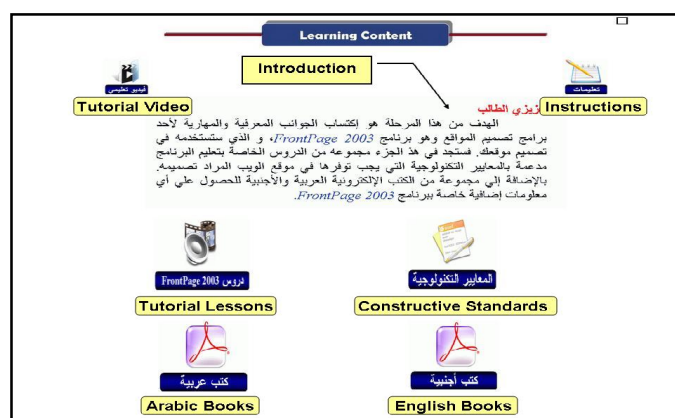 Learning Content
Introduction
فيديو تعليمى
تعليمات
Tutorial Video
Instructions
عزيزي الطالب
الهدف من هذا المرحلة هو إكتساب الجوانب المعرفية والمهارية لأحد
برامج تصميم المواقع وهو برنامج FrontPage 2003، و الذي ستستخدمه في
تصميم موقعك. فستجد في هذ الجزء مجموعه من الدروس الخاصة بتعليم البرنامج
مدعمة بالمعايير التكنولوجية التي يجب توفرها في موقع الويب المراد تصميمه.
بالإضافة إلي مجموعة من الكتب الإلكترونية العربية والأجنبية للحصول علي أي
معلومات إضافية خاصة ببرنامج FrontPage 2003.
دروس FrontPage 2003
المعايير التكنولوجية
Tutorial Lessons
Constructive Standards
كتب عربية
كتب أجنبية
Arabic Books
English Books